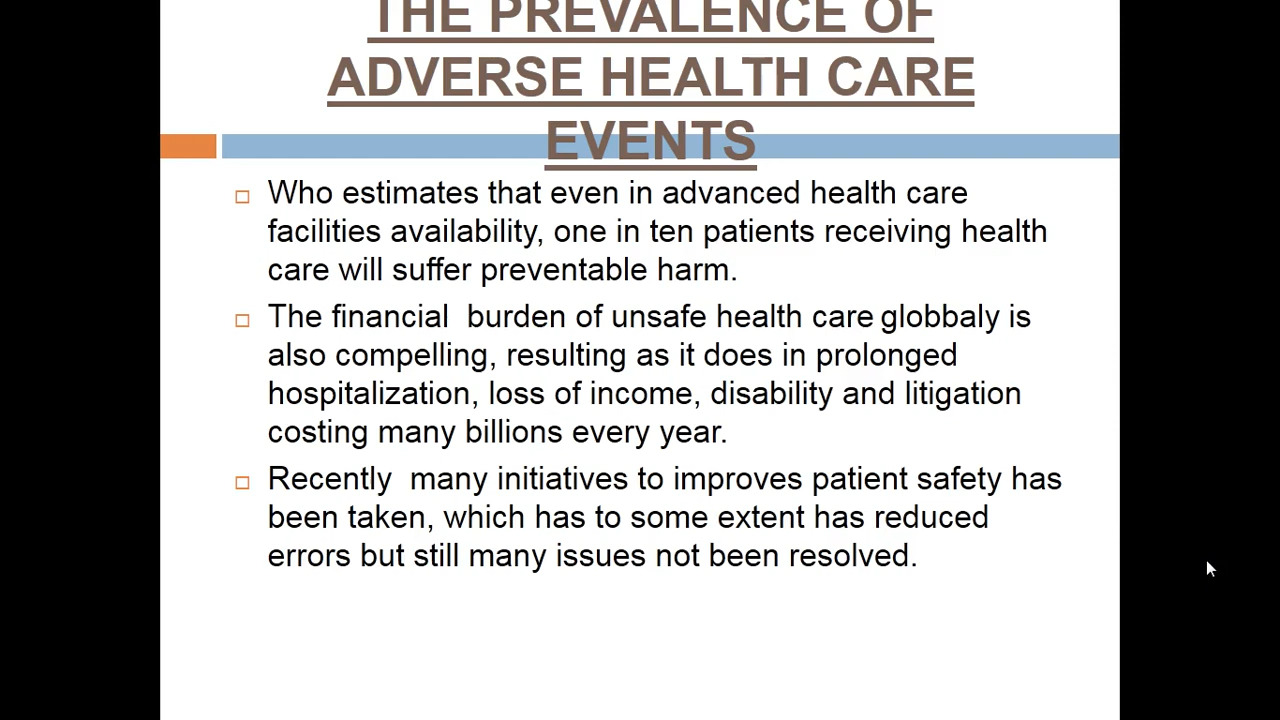 THE PREVALENCE OF
ADVERSE HEALTH CARE
EVENTS
Who estimates that even in advanced health care
facilities availability, one in ten patients receiving health
care will suffer preventable harm.
The financial burden of unsafe health care globbaly is
also compelling, resulting as it does in prolonged
hospitalization, loss of income, disability and litigation
costing many billions every year.
Recently many initiatives to improves patient safety has
been taken, which has to some extent has reduced
errors but still many issues not been resolved.